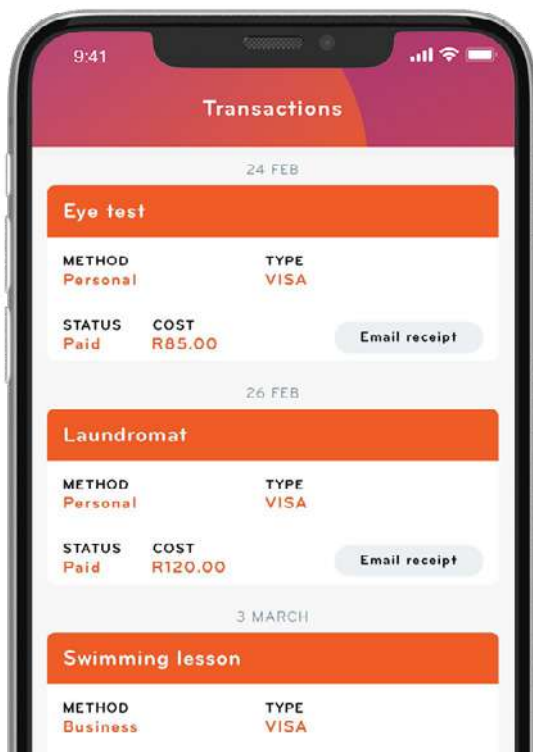 9:41
Transactions
24 FEB
Eye test
METHOD TYPE
Personal VISA
STATUS COST
Paid R85.00 Email receipt
26 FEB
Laundromat
METHOD TYPE
Personal VISA
STATUS COST
Paid R120.00 Email receipt
3 MARCH
Swimming lesson
METHOD TYPE
Business VISA